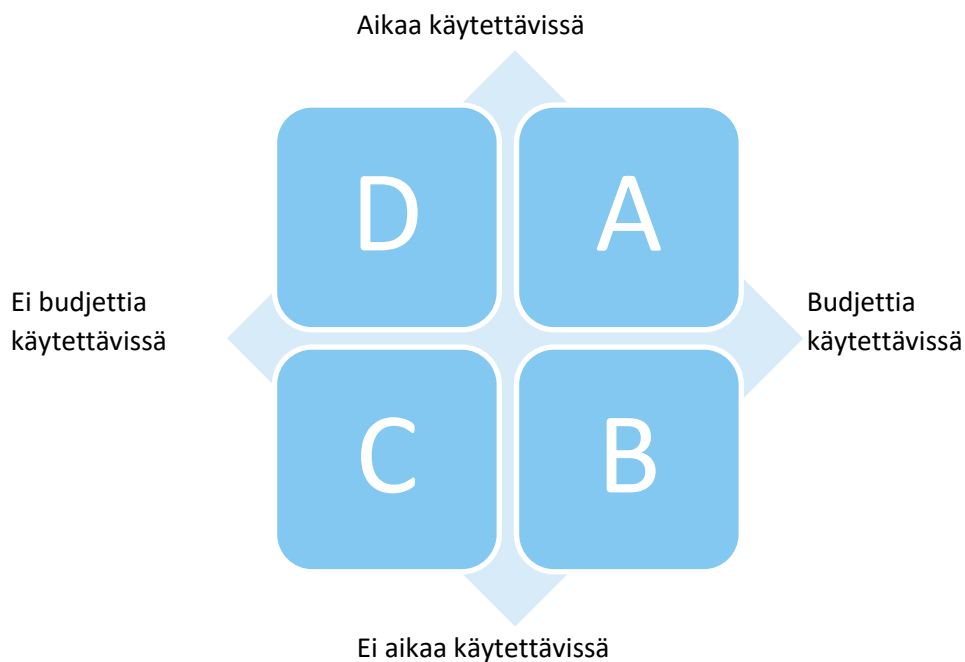 Aikaa käytettävissä
D
A
Ei budjettia
käytettävissä
Budjettia
käytettävissä
C
B
Ei aikaa käytettävissä